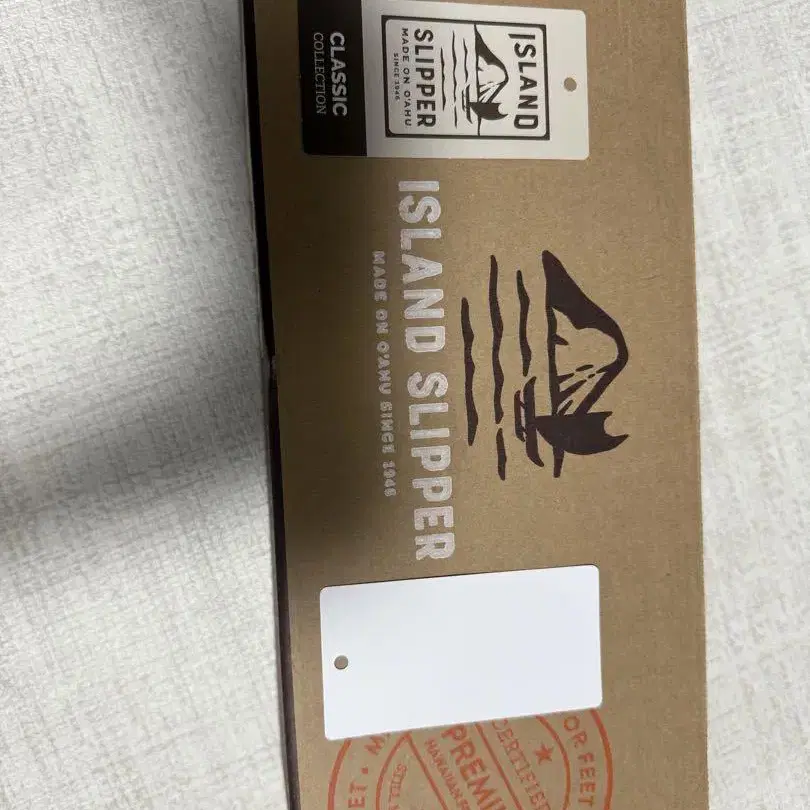 ISLAND
SLIPPER
MADE ON O'AHU
SINCE 1946
CLASSIC
COLLECTION
ISLAND SLIPPER
MADE ON O'AHU SINCE 1946
OR FEET
CERTIFIED
PREMI
HAWAIIAN